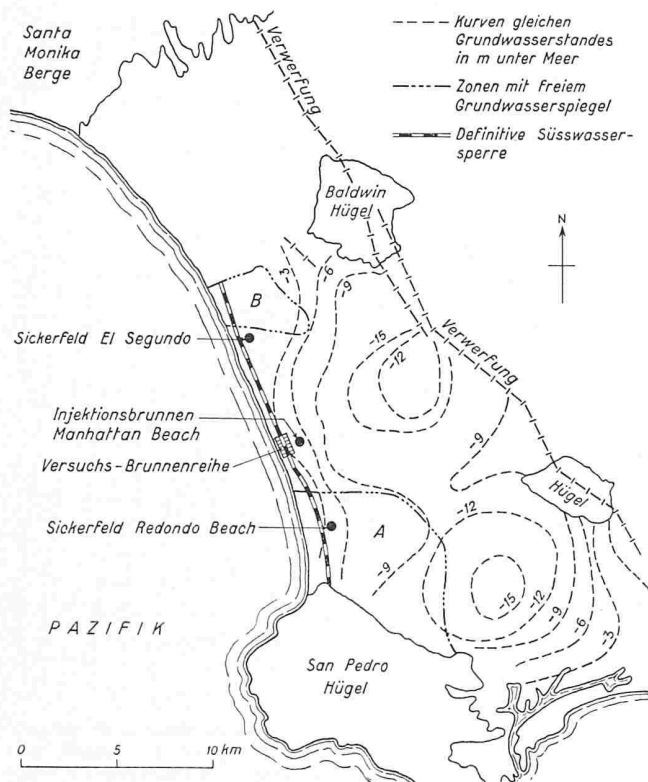 Santa
Monika
Berge
Verwerfung
Kurven gleichen
Grundwasserstandes
in m unter Meer
Zonen mit freiem
Grundwasserspiegel
Definitive Süsswasser-
sperre
Baldwin
Hügel
N
-3
-6
-9
B
-15
-12
Sickerfeld El Segundo
Verwerfung
Injektionsbrunnen
Manhattan Beach
Versuchs-Brunnenreihe
-9
Hügel
-12
Sickerfeld Redondo Beach
A
-9
-15
-12
-9
-6
-3
PAZIFIK
San Pedro
Hügel
0 5 10 km